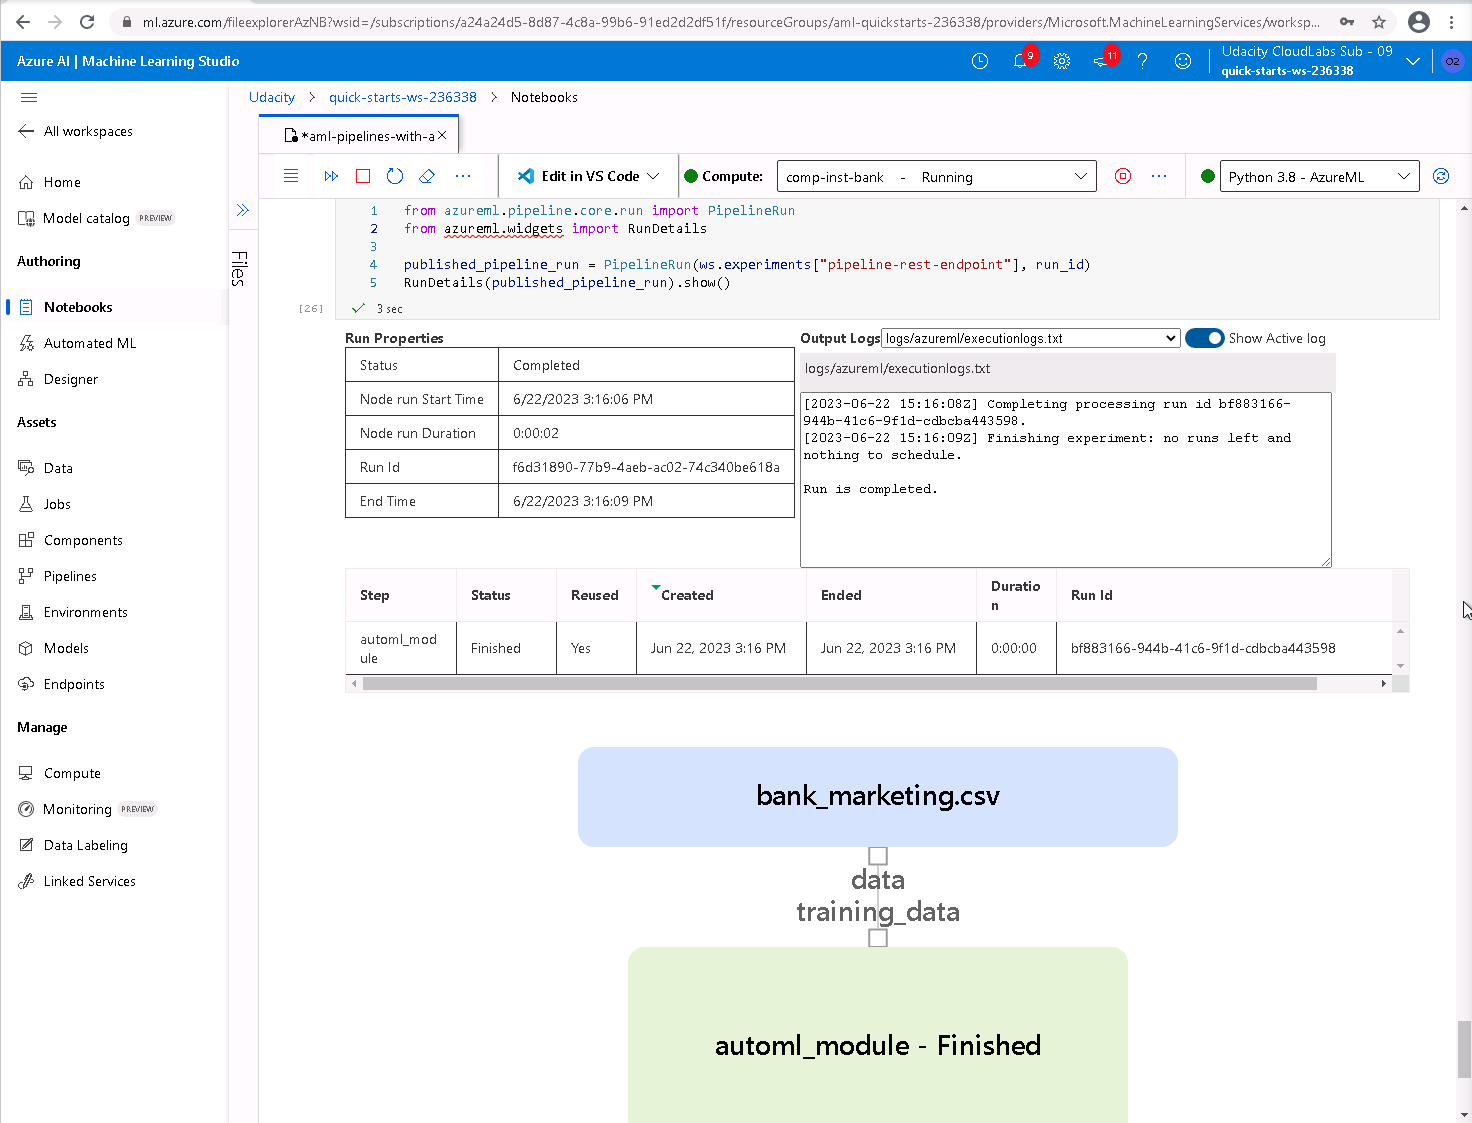 ml.azure.com/fileexplorerAzNB?wsid=/subscriptions/a24a24d5-8d87-4c8a-99b6-91ed2d2df51f/resourceGroups/aml-quickstarts-236338/providers/Microsoft.MachineLearningServices/worksp...
Azure AI | Machine Learning Studio
9
11
?
Udacity CloudLabs Sub - 09
quick-starts-ws-236338
O2
Udacity > quick-starts-ws-236338 > Notebooks
All workspaces
Home
Model catalog PREVIEW
Authoring
Notebooks
Automated ML
Designer
Assets
Data
Jobs
Components
Pipelines
Environments
Models
Endpoints
Manage
Compute
Monitoring PREVIEW
Data Labeling
Linked Services
Files
*aml-pipelines-with-a
Edit in VS Code
Compute:
comp-inst-bank - Running
Python 3.8 - AzureML
1 from azureml.pipeline.core.run import PipelineRun
2 from azureml.widgets import RunDetails
3
4 published_pipeline_run = PipelineRun(ws.experiments["pipeline-rest-endpoint"], run_id)
5 RunDetails(published_pipeline_run).show()
[26]
3 sec
Run Properties
Status Completed
Node run Start Time 6/22/2023 3:16:06 PM
Node run Duration 0:00:02
Run Id f6d31890-77b9-4aeb-ac02-74c340be618a
End Time 6/22/2023 3:16:09 PM
Output Logs logs/azureml/executionlogs.txt Show Active log
logs/azureml/executionlogs.txt
[2023-06-22 15:16:08Z] Completing processing run id bf883166-
944b-41c6-9f1d-cdbcba443598.
[2023-06-22 15:16:09Z] Finishing experiment: no runs left and
nothing to schedule.
Run is completed.
Step Status Reused Created Ended Duratio
n Run Id
automl_mod
ule Finished Yes Jun 22, 2023 3:16 PM Jun 22, 2023 3:16 PM 0:00:00 bf883166-944b-41c6-9f1d-cdbcba443598
bank_marketing.csv
data
training_data
automl_module - Finished